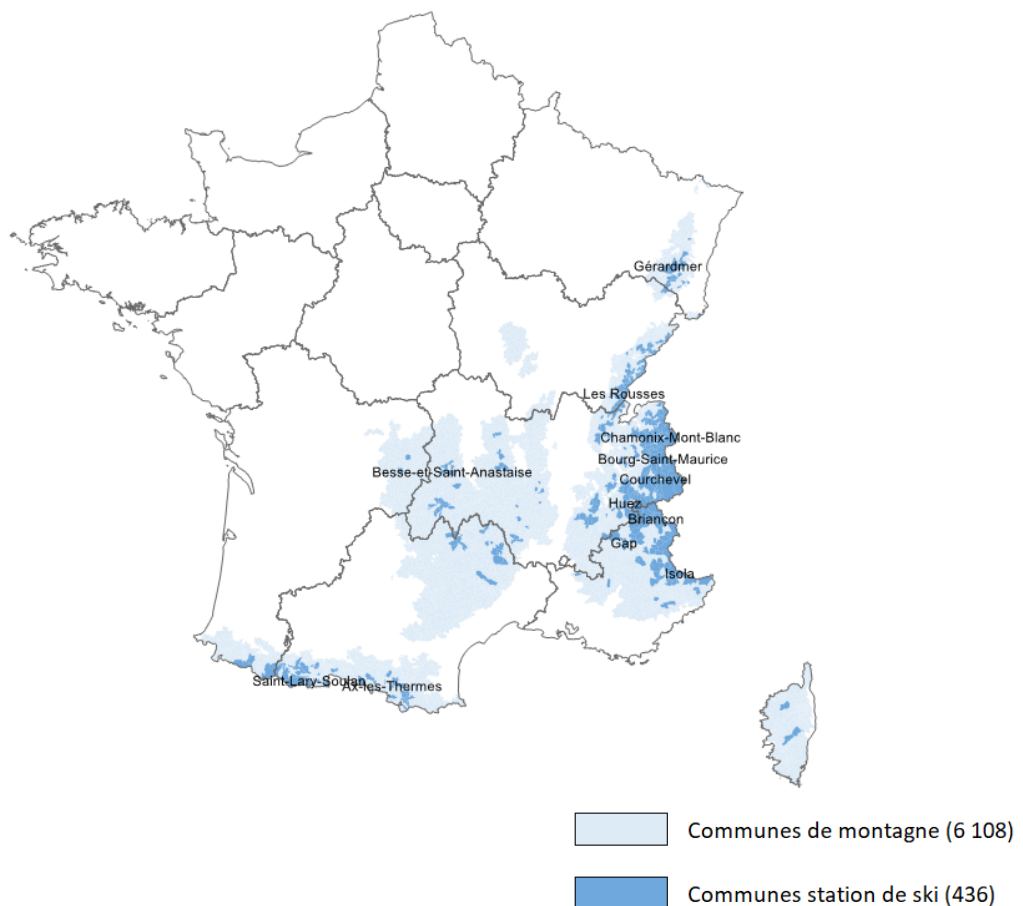 Gérardmer
Les Rousses
Chamonix-Mont-Blanc
Bourg-Saint-Maurice
Besse-et-Saint-Anastaise
Courchevel
Huez
Briançon
Gap
Isola
Saint-Lary-Soulan
Ax-les-Thermes
Communes de montagne (6 108)
Communes station de ski (436)